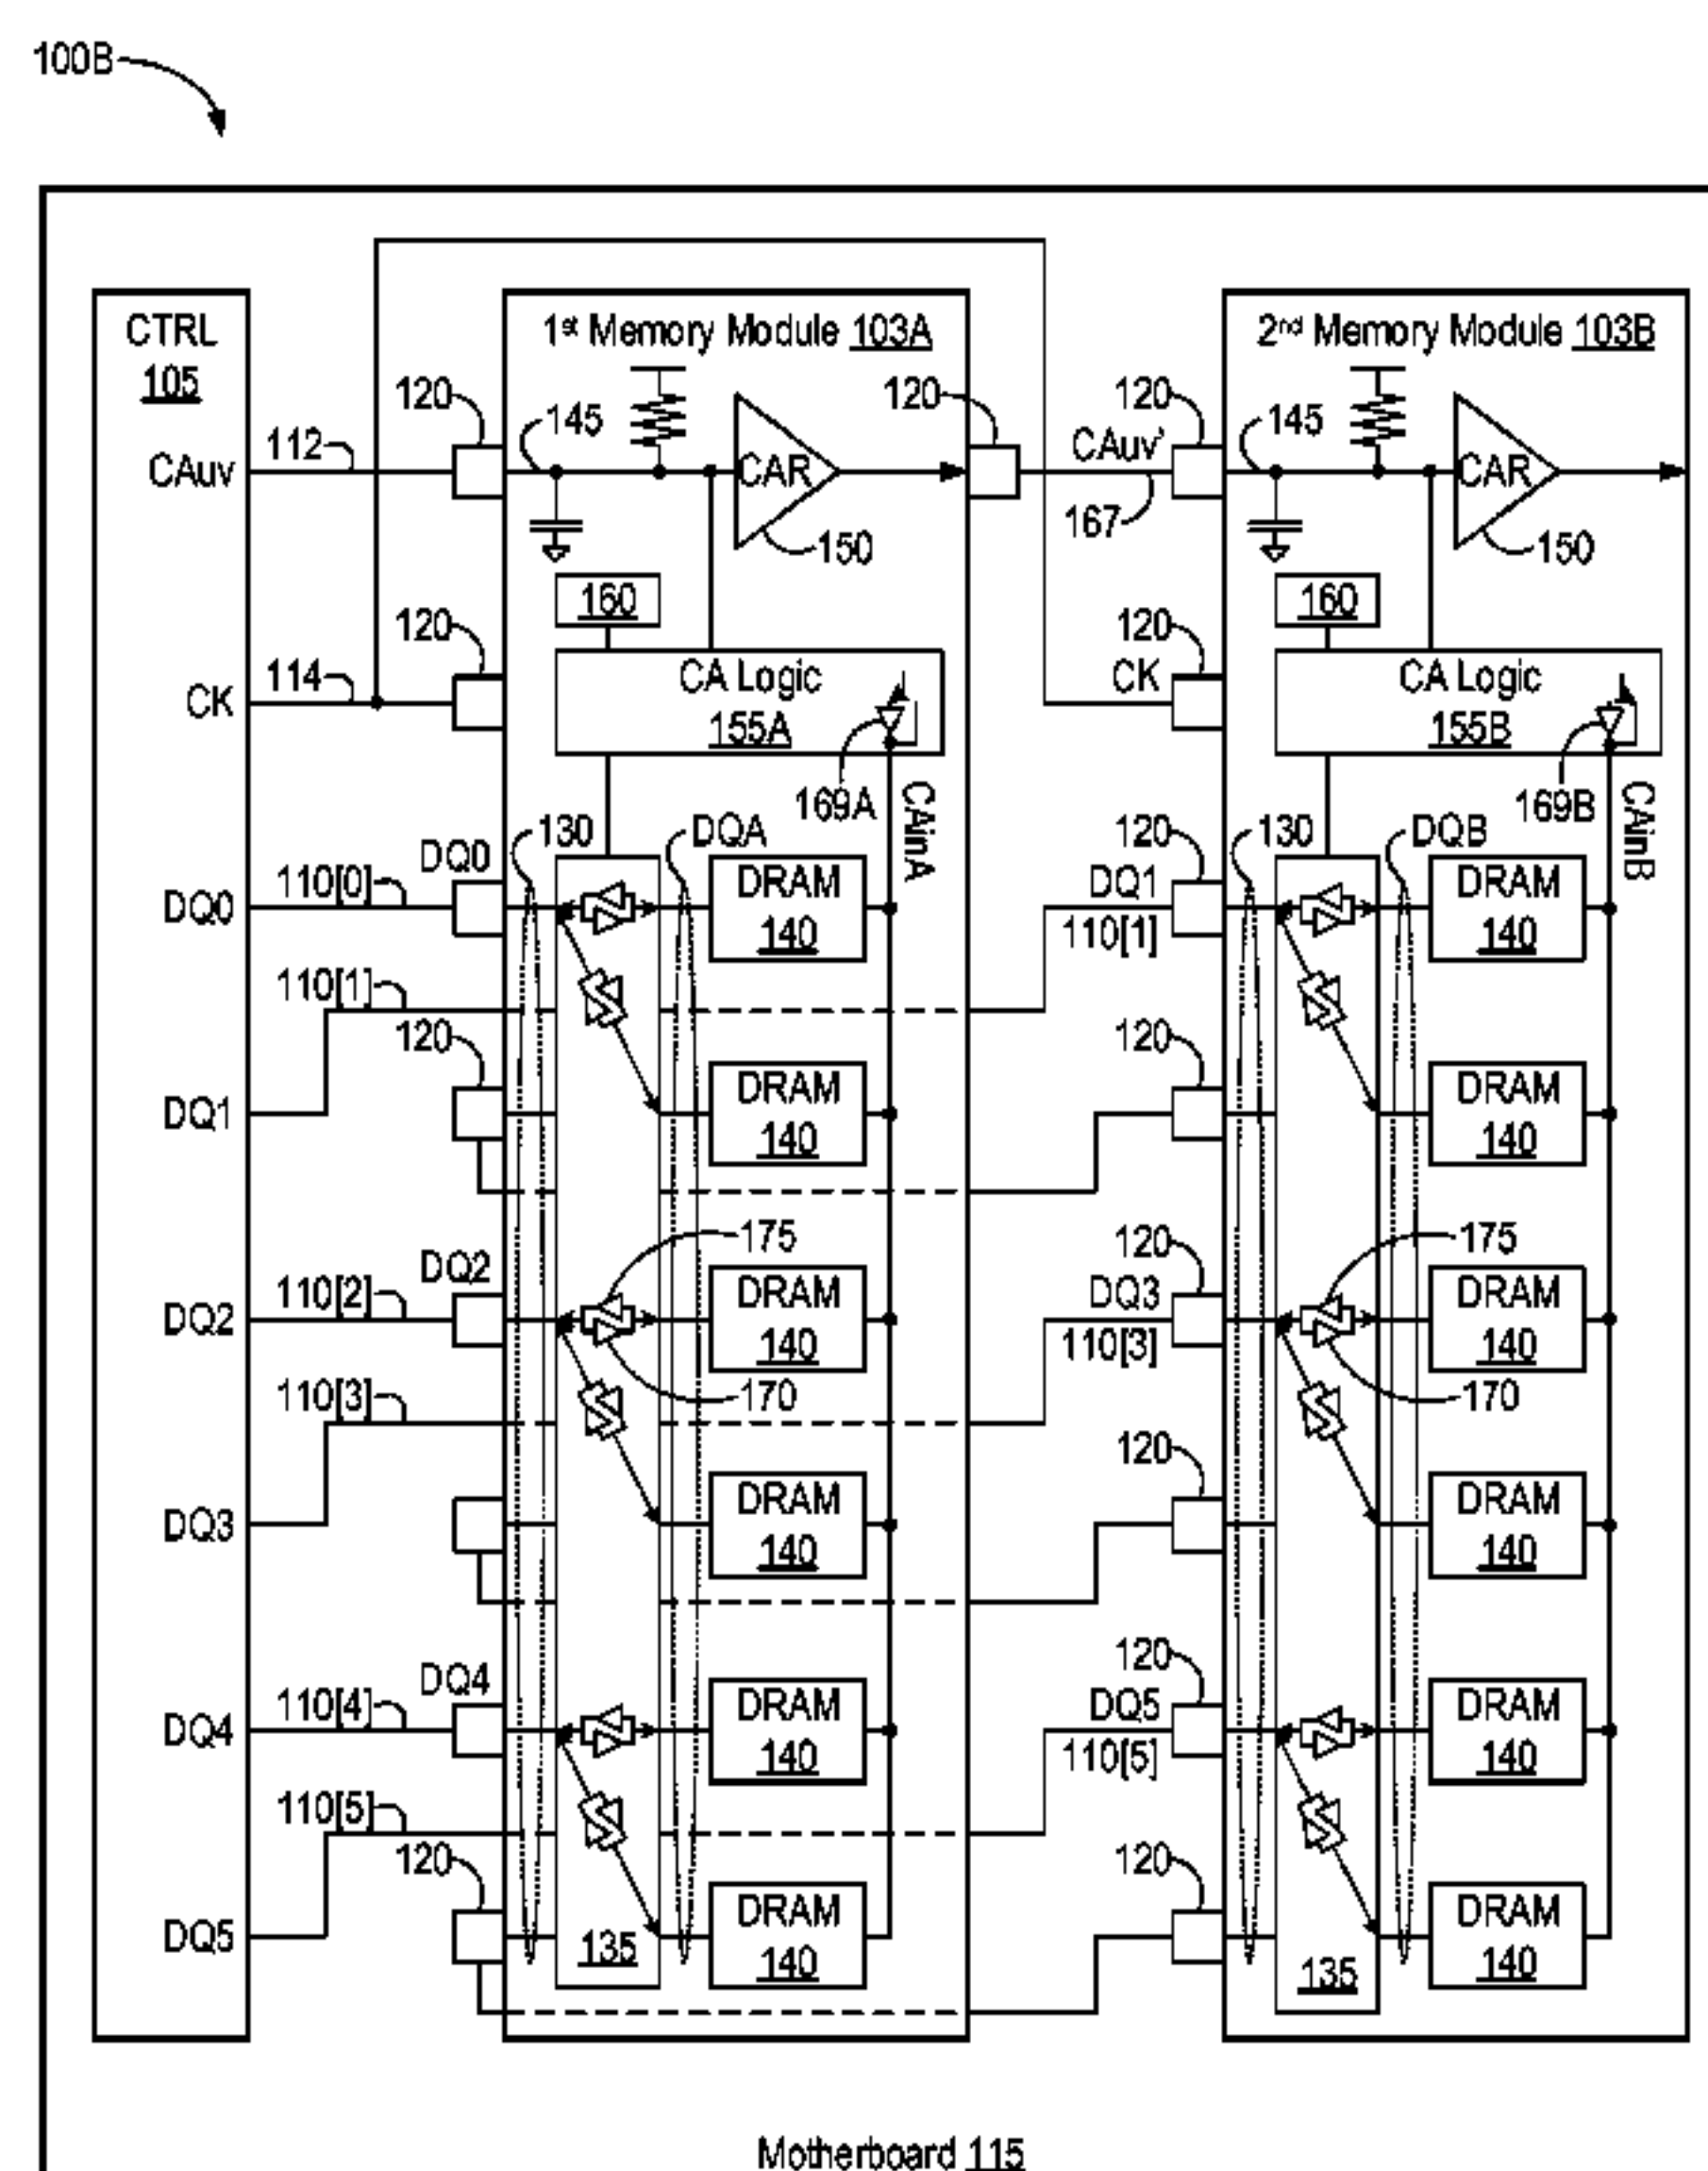 100B
CTRL
105
1st Memory Module 103A
2nd Memory Module 103B
120
145
120
120
145
CAuv
112
CAR
CAuv'
CAR
167
150
150
120
160
120
160
CK
114
CA Logic
155A
CK
CA Logic
155B
169A
CAinA
169B
CAinB
130
DQA
120
130
DQB
DQ0
110[0]
DQ0
DRAM
140
DQ1
110[1]
DRAM
140
110[1]
120
120
DQ1
DRAM
140
DRAM
140
175
120
175
DQ2
110[2]
DQ2
DRAM
140
DQ3
110[3]
DRAM
140
110[3]
170
170
120
DQ3
DRAM
140
DRAM
140
120
DQ4
110[4]
DQ4
DRAM
140
DQ5
110[5]
DRAM
140
110[5]
120
120
DQ5
135
DRAM
140
135
DRAM
140
Motherboard 115